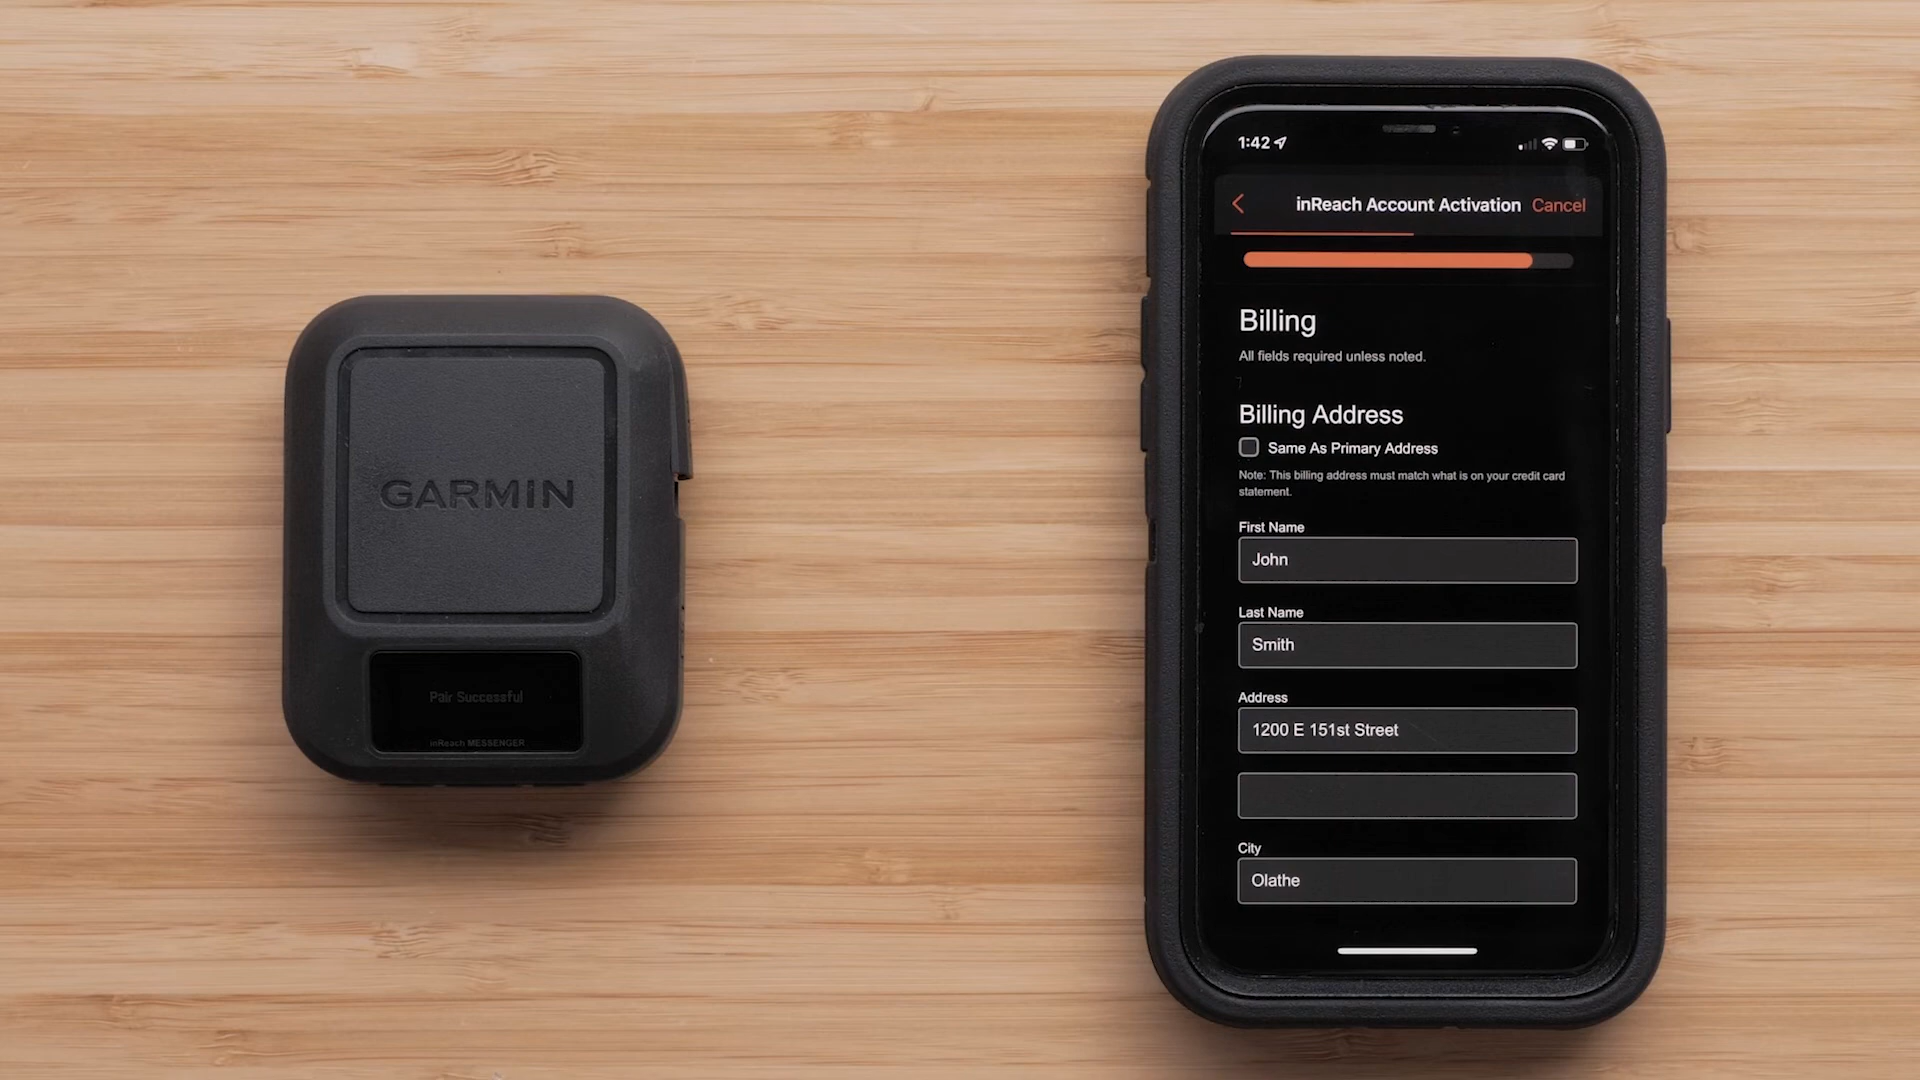 GARMIN
Pair Successful
inReach MESSENGER
1:42
inReach Account Activation Cancel
Billing
All fields required unless noted.
Billing Address
Same As Primary Address
Note: This billing address must match what is on your credit card
statement.
First Name
John
Last Name
Smith
Address
1200 E 151st Street
City
Olathe